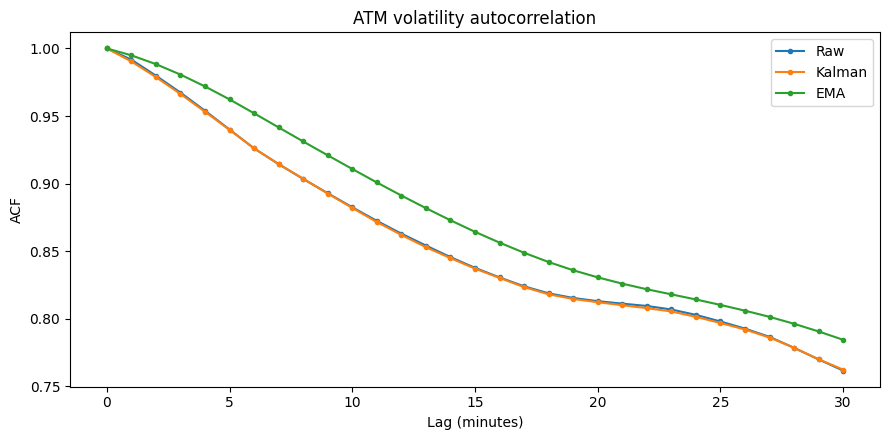 ATM volatility autocorrelation
Raw
Kalman
EMA
ACF
1.00
0.95
0.90
0.85
0.80
0.75
0
5
10
15
20
25
30
Lag (minutes)